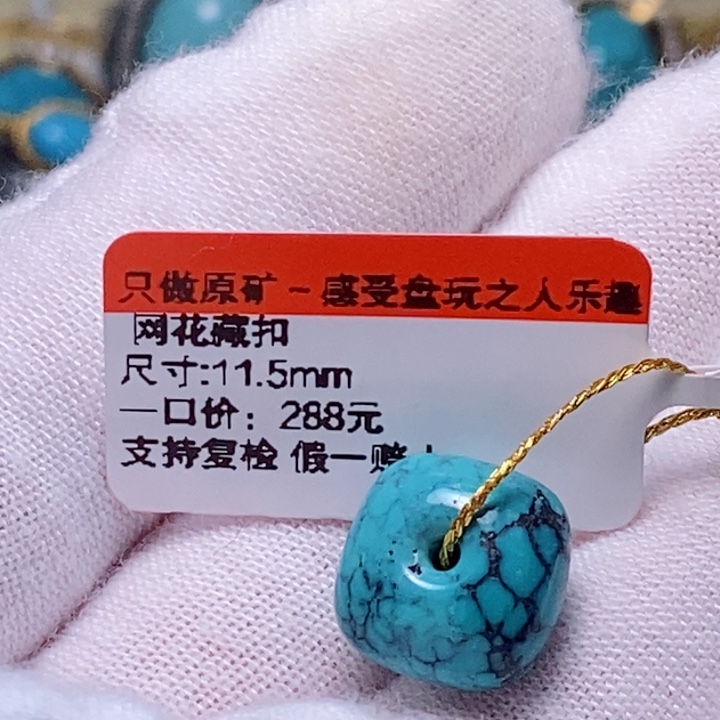 只做原矿 - 感受盘玩之人乐趣
网花藏扣
尺寸:11.5mm
一口价：288元
支持复检 假一赔